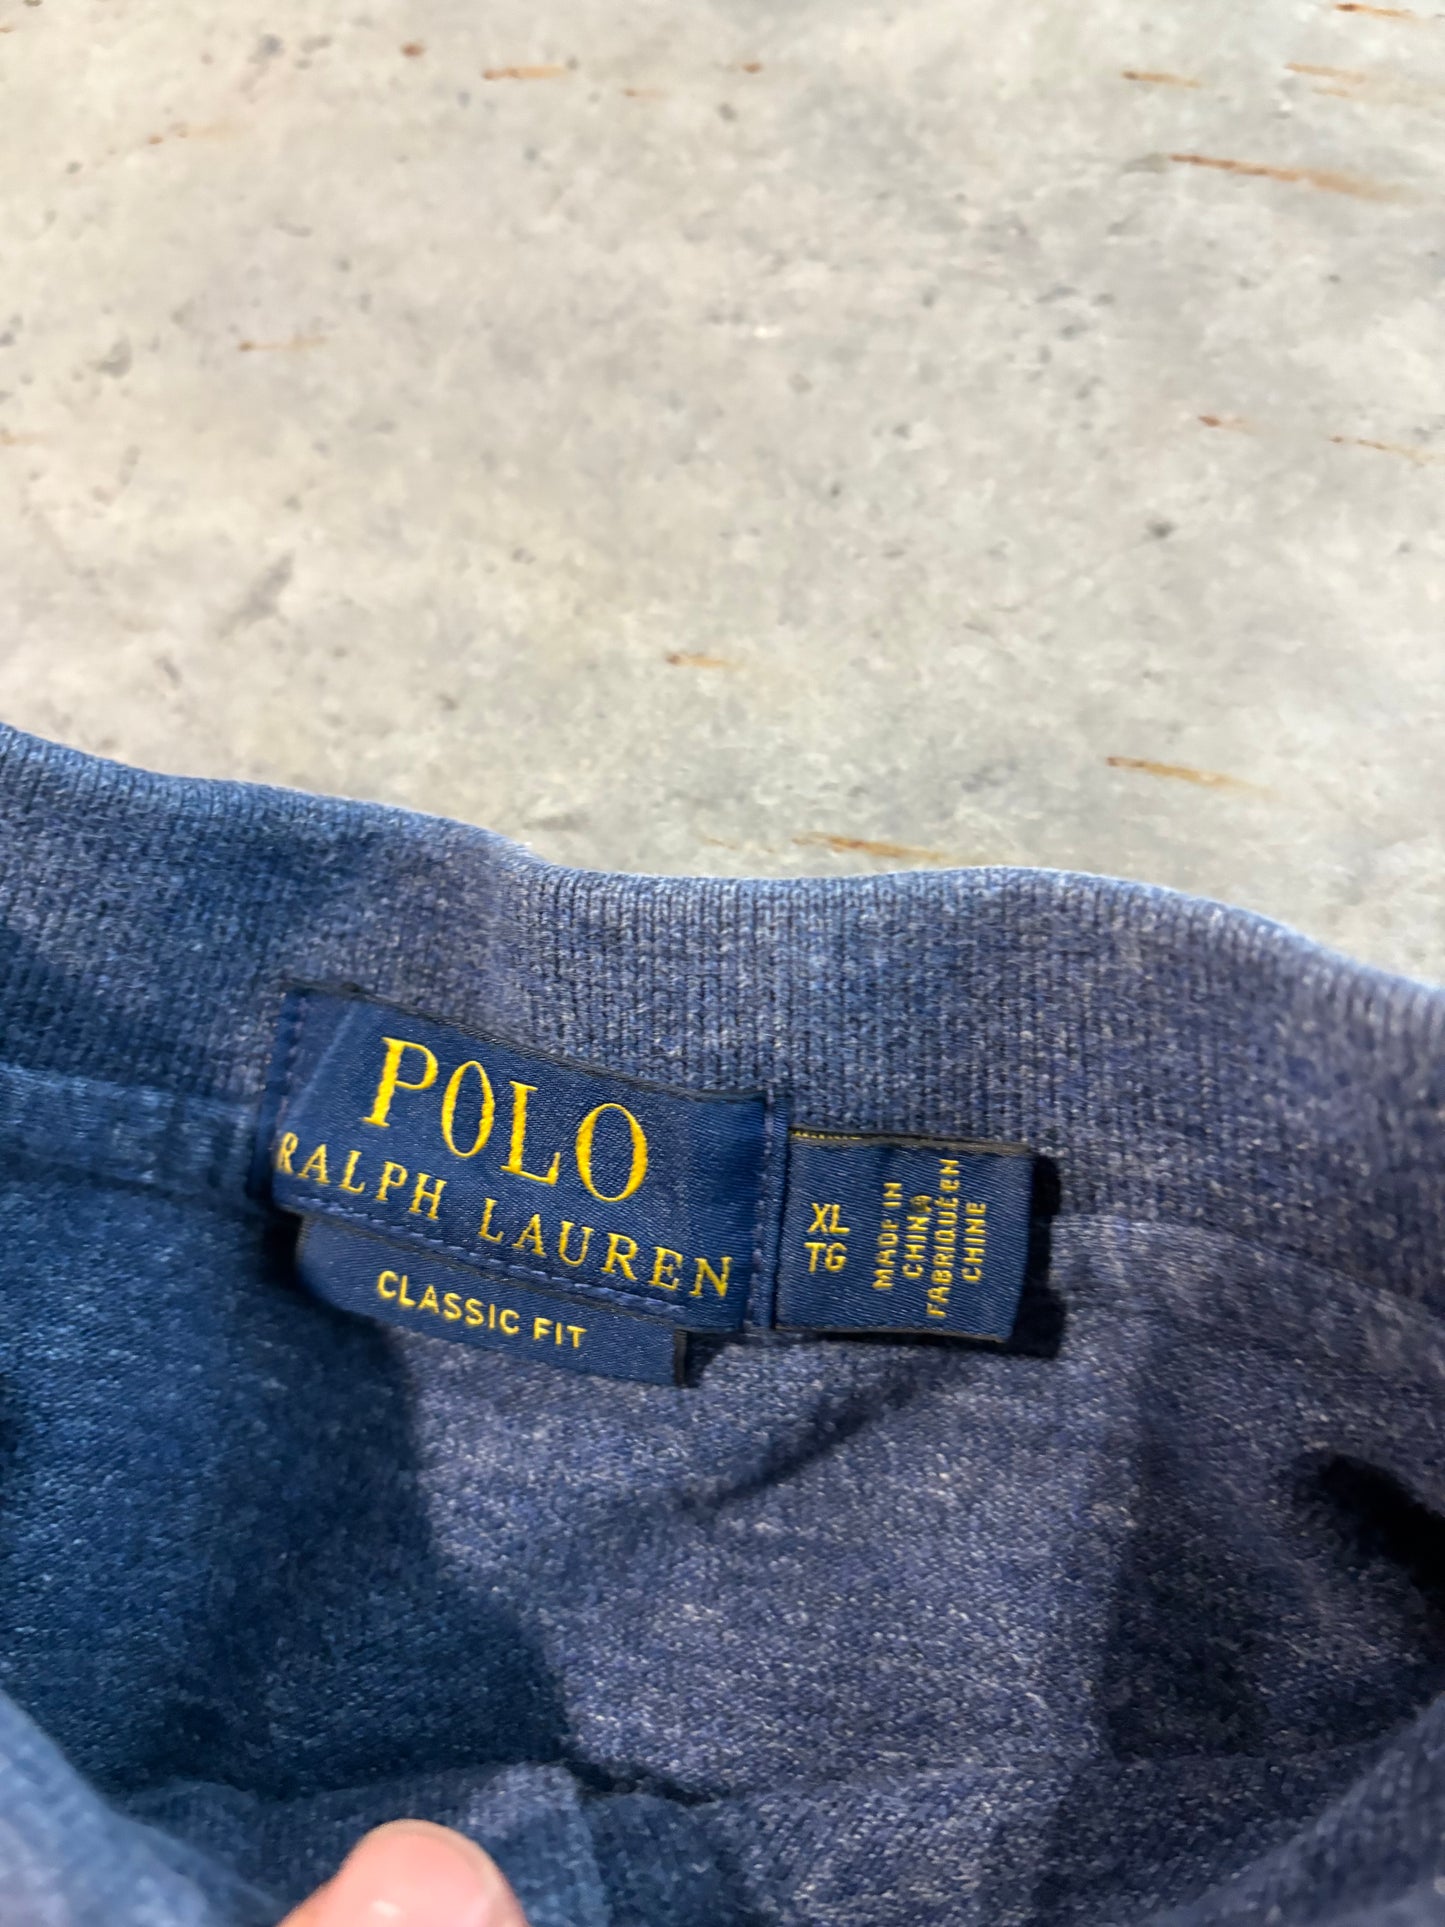 POLO
RALPH LAUREN
CLASSIC FIT
XL
TG
MADE IN
CHINA
FABRIQUÉ EN
CHINE